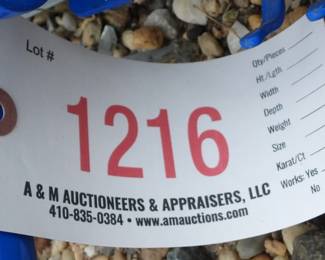 Lot #
1216
A & M AUCTIONEERS & APPRAISERS, LLC
410-835-0384 • www.amauctions.com
Qty/Pieces
Ht./Lgth
Width
Depth
Weight
Size
Karat/Ct
Works: Yes
No